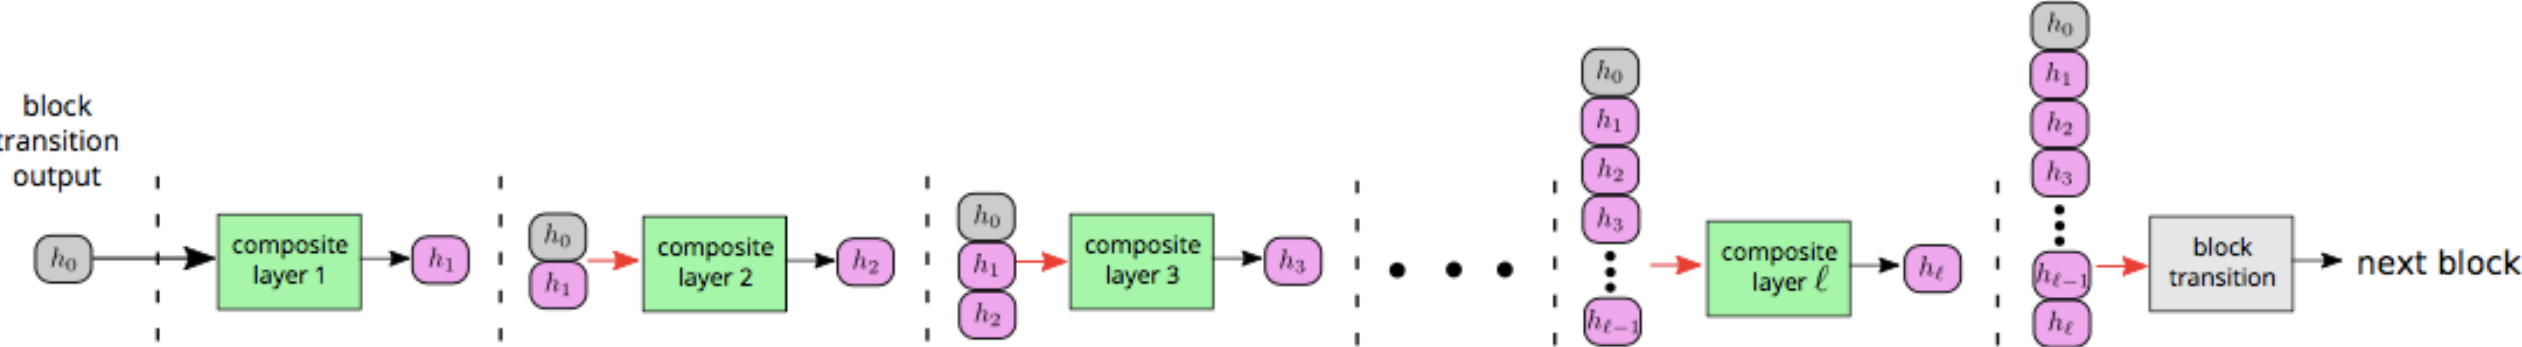 block
transition
output
h₀
composite
layer 1
h₁
h₀
h₁
composite
layer 2
h₂
h₀
h₁
h₂
composite
layer 3
h₃
h₀
h₁
h₂
h₃
hℓ₋₁
composite
layer ℓ
hℓ
h₀
h₁
h₂
h₃
hℓ₋₁
hℓ
block
transition
next block